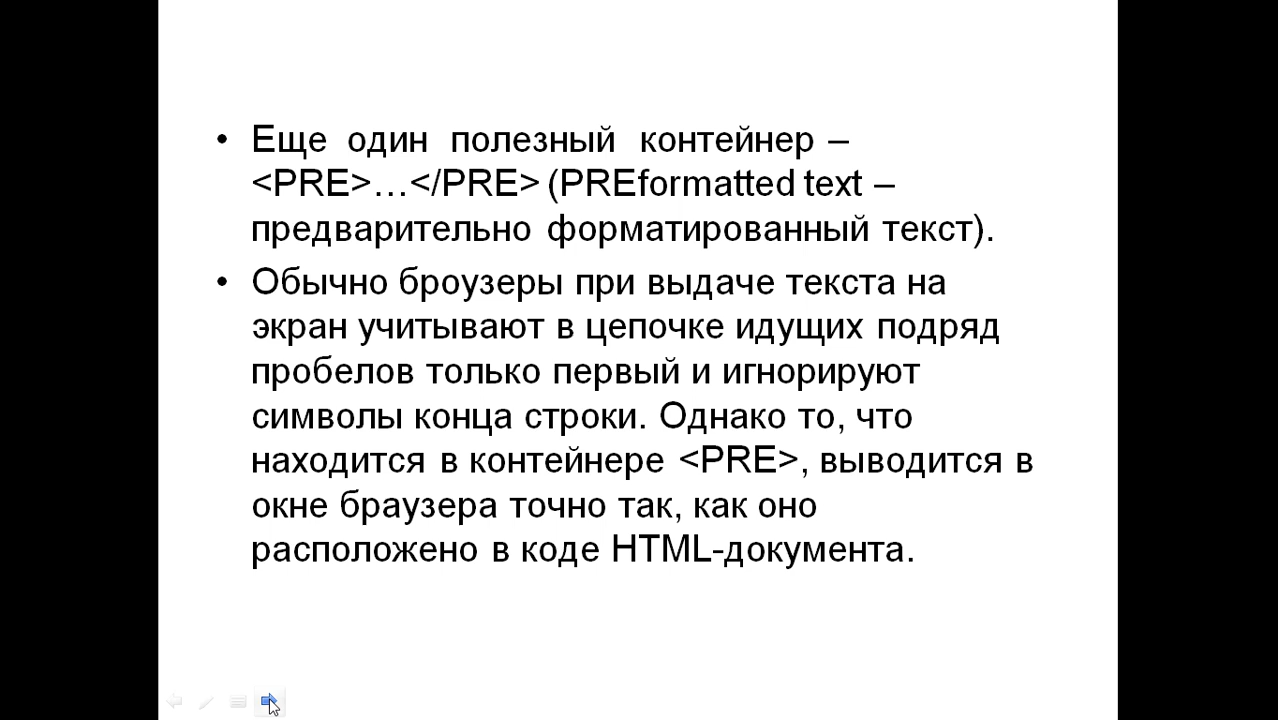 • Еще один полезный контейнер –
<PRE>…</PRE> (PREformatted text –
предварительно форматированный текст).
• Обычно броузеры при выдаче текста на
экран учитывают в цепочке идущих подряд
пробелов только первый и игнорируют
символы конца строки. Однако то, что
находится в контейнере <PRE>, выводится в
окне браузера точно так, как оно
расположено в коде HTML-документа.